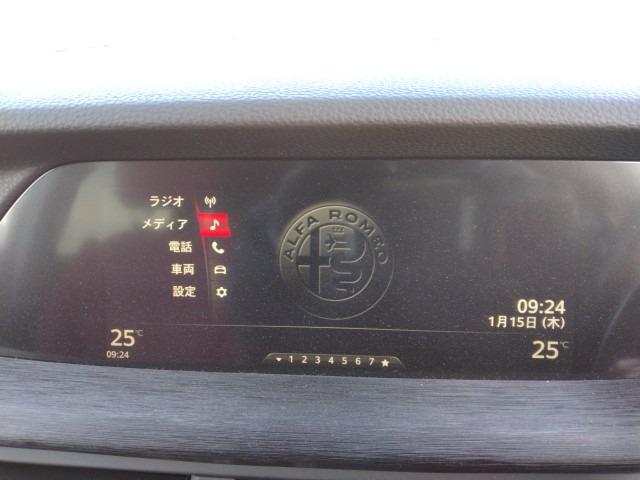 ラジオ
メディア
電話
車両
設定
ALFA ROMEO
09:24
1月15日 (木)
25°C
09:24
1 2 3 4 5 6 7
25°C